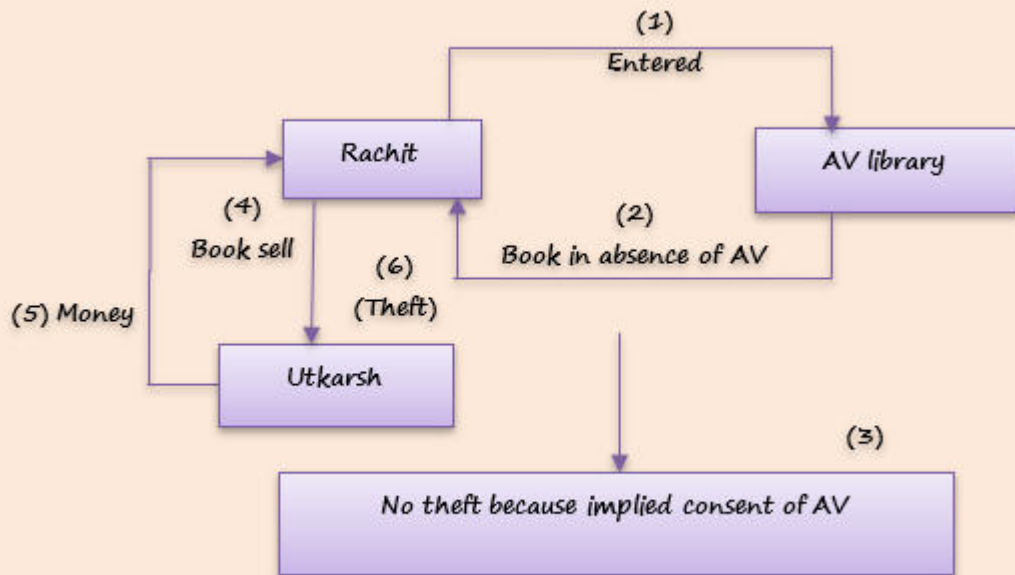 (1)
Entered
Rachit
AV library
(4)
Book sell
(2)
Book in absence of AV
(6)
(Theft)
(5) Money
Utkarsh
(3)
No theft because implied consent of AV